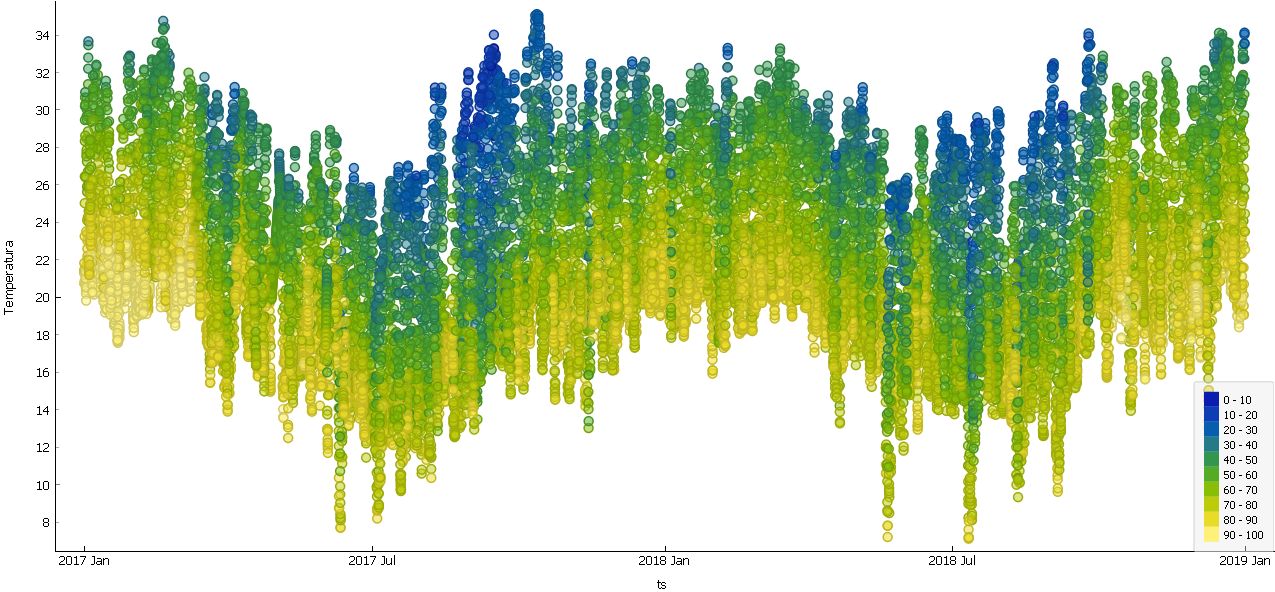 34
32
30
28
26
24
22
20
18
16
14
12
10
8
Temperatura
2017 Jan
2017 Jul
2018 Jan
2018 Jul
2019 Jan
ts
0 - 10
10 - 20
20 - 30
30 - 40
40 - 50
50 - 60
60 - 70
70 - 80
80 - 90
90 - 100